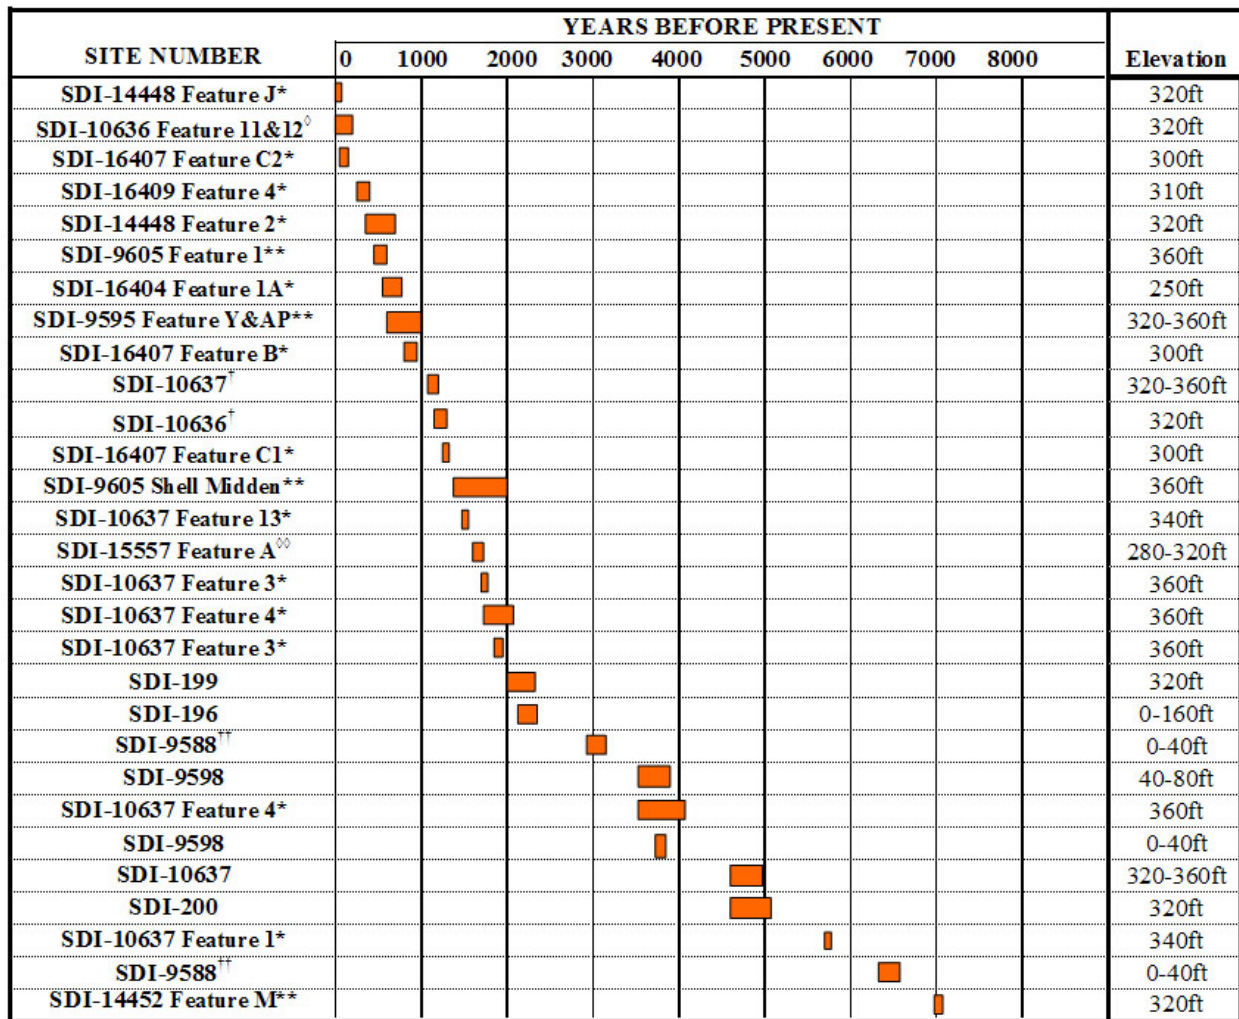 YEARS BEFORE PRESENT
SITE NUMBER 0 1000 2000 3000 4000 5000 6000 7000 8000 Elevation
SDI-14448 Feature J* 320ft
SDI-10636 Feature 11&12◊ 320ft
SDI-16407 Feature C2* 300ft
SDI-16409 Feature 4* 310ft
SDI-14448 Feature 2* 320ft
SDI-9605 Feature 1** 360ft
SDI-16404 Feature 1A* 250ft
SDI-9595 Feature Y&AP** 320-360ft
SDI-16407 Feature B* 300ft
SDI-10637† 320-360ft
SDI-10636† 320ft
SDI-16407 Feature C1* 300ft
SDI-9605 Shell Midden** 360ft
SDI-10637 Feature 13* 340ft
SDI-15557 Feature A◊◊ 280-320ft
SDI-10637 Feature 3* 360ft
SDI-10637 Feature 4* 360ft
SDI-10637 Feature 3* 360ft
SDI-199 320ft
SDI-196 0-160ft
SDI-9588†† 0-40ft
SDI-9598 40-80ft
SDI-10637 Feature 4* 360ft
SDI-9598 0-40ft
SDI-10637 320-360ft
SDI-200 320ft
SDI-10637 Feature 1* 340ft
SDI-9588†† 0-40ft
SDI-14452 Feature M** 320ft